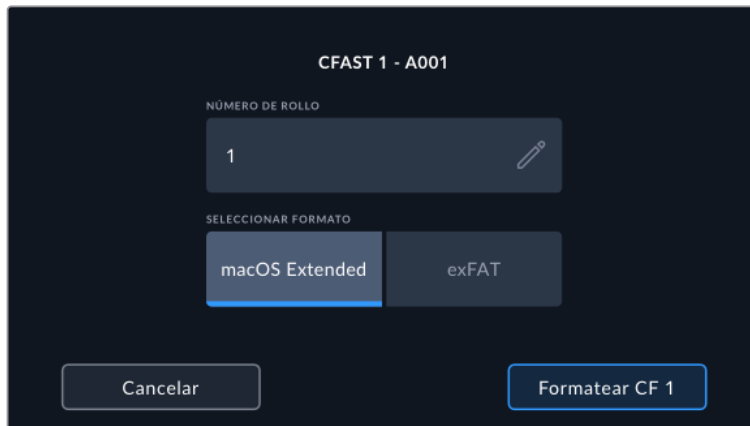 CFAST 1 - A001
NÚMERO DE ROLLO
1
SELECCIONAR FORMATO
macOS Extended
exFAT
Cancelar
Formatear CF 1